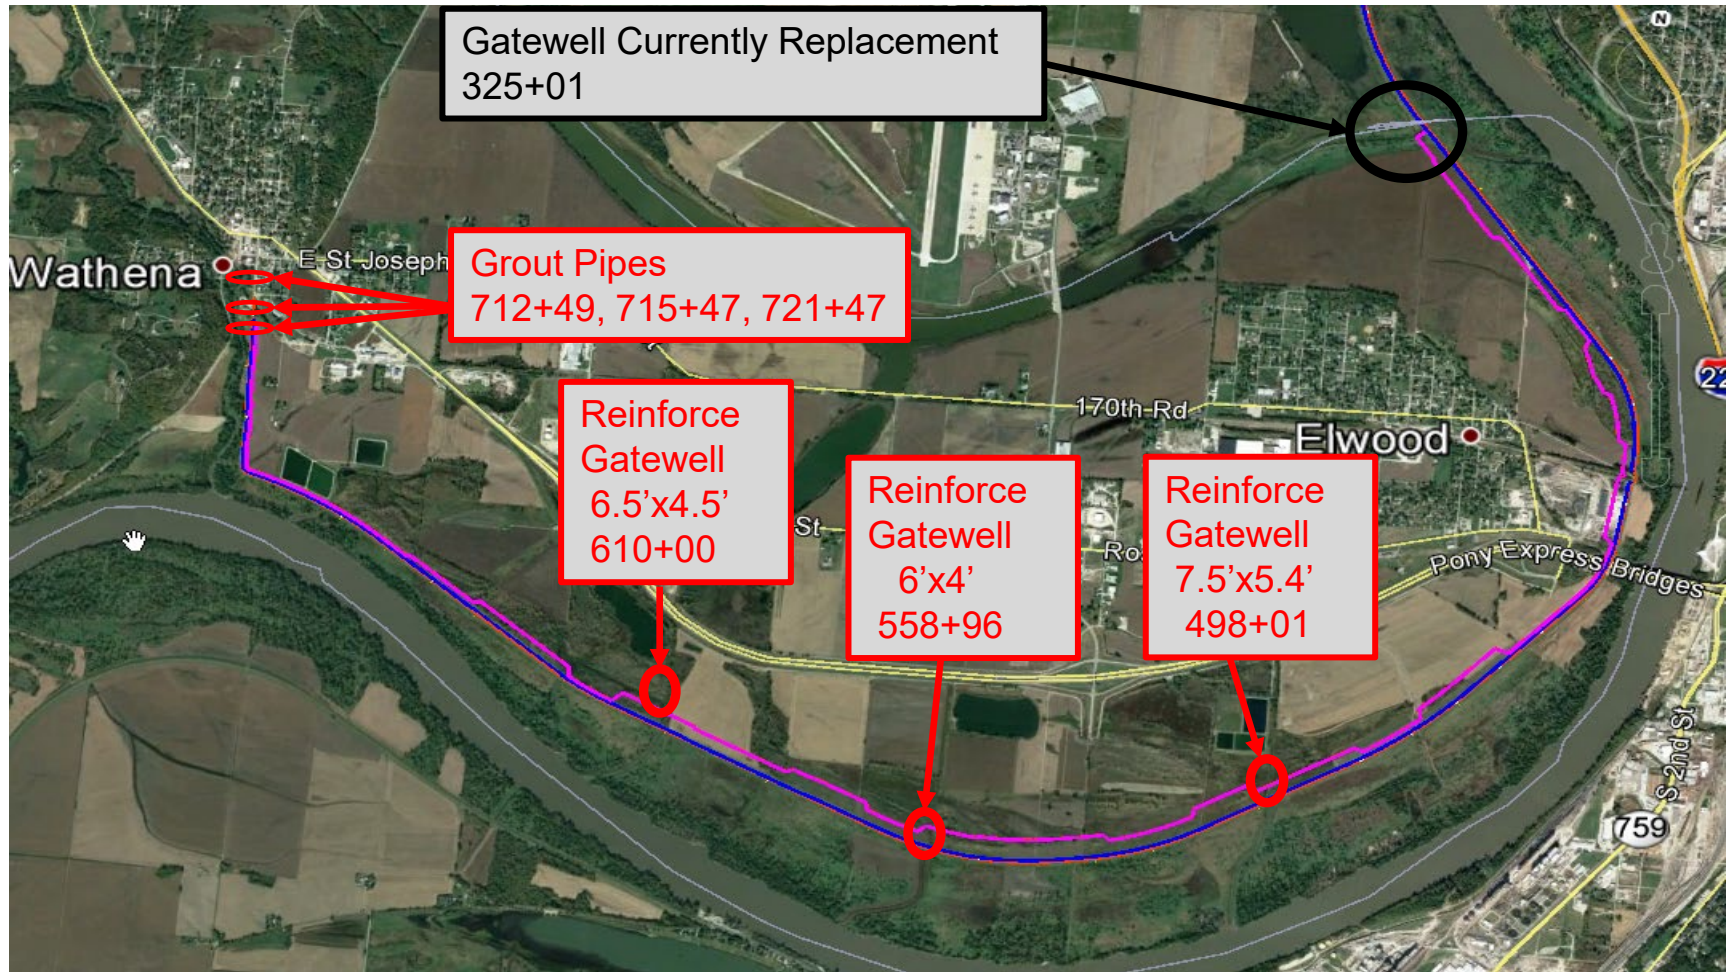 N
Gatewell Currently Replacement
325+01
Wathena
E St Joseph
Grout Pipes
712+49, 715+47, 721+47
22
170th Rd
Elwood
Reinforce
Gatewell
6.5’x4.5’
610+00
Reinforce
Gatewell
6’x4’
558+96
Reinforce
Gatewell
7.5’x5.4’
498+01
St
Ro
Pony Express Bridges
S 2nd St
759